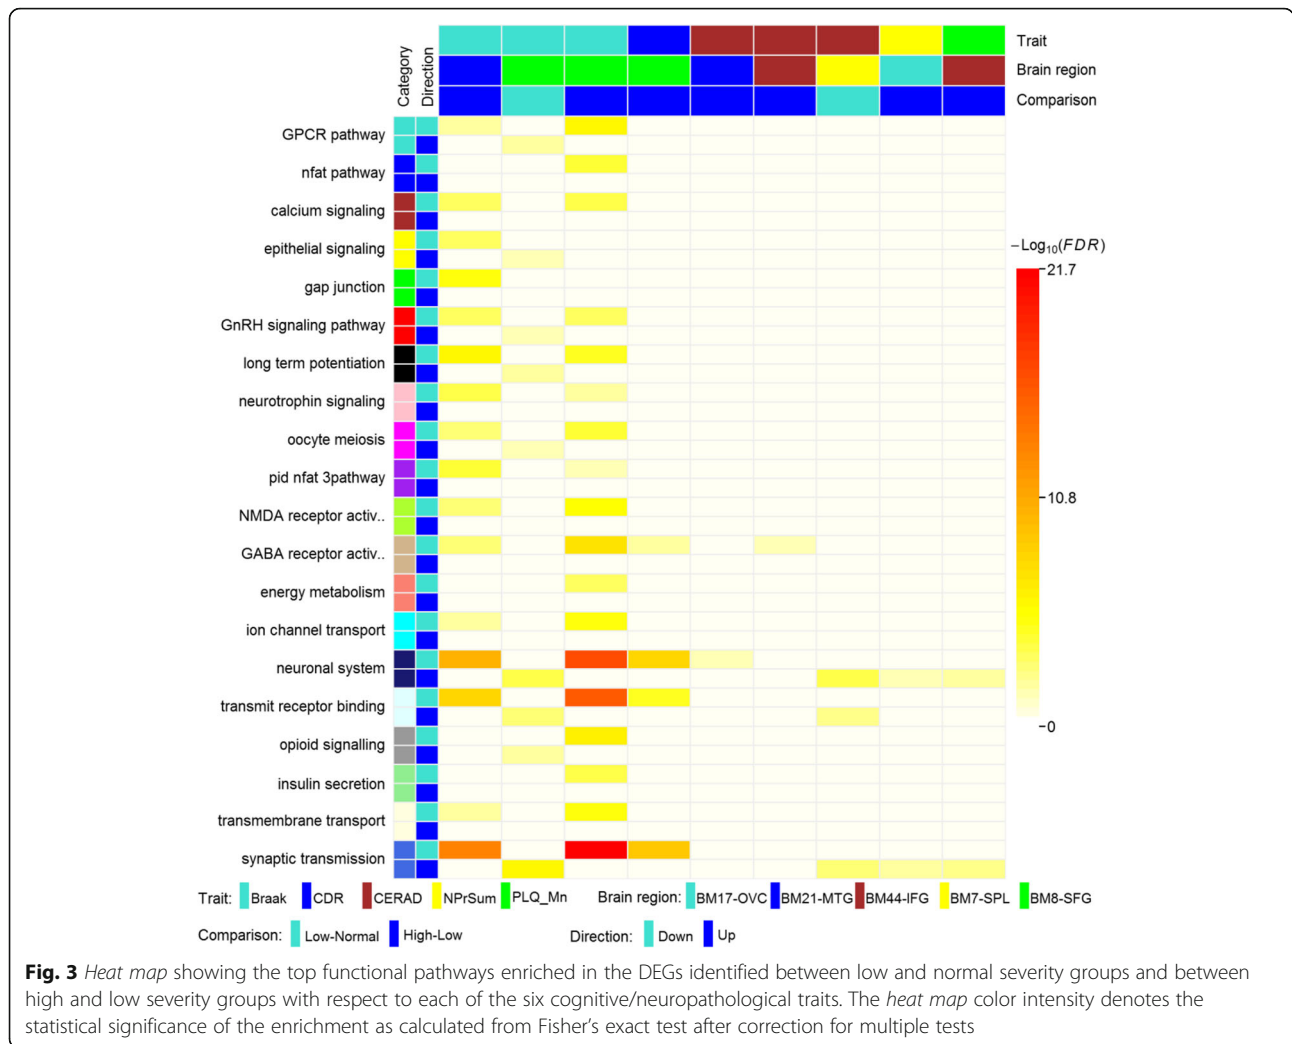 Category
Direction
Trait
Brain region
Comparison
GPCR pathway
nfat pathway
calcium signaling
epithelial signaling
gap junction
GnRH signaling pathway
long term potentiation
neurotrophin signaling
oocyte meiosis
pid nfat 3pathway
NMDA receptor activ..
GABA receptor activ..
energy metabolism
ion channel transport
neuronal system
transmit receptor binding
opioid signalling
insulin secretion
transmembrane transport
synaptic transmission
−Log₁₀(FDR)
21.7
10.8
0
Trait: Braak CDR CERAD NPrSum PLQ_Mn Brain region: BM17-OVC BM21-MTG BM44-IFG BM7-SPL BM8-SFG
Comparison: Low-Normal High-Low Direction: Down Up
Fig. 3 Heat map showing the top functional pathways enriched in the DEGs identified between low and normal severity groups and between
high and low severity groups with respect to each of the six cognitive/neuropathological traits. The heat map color intensity denotes the
statistical significance of the enrichment as calculated from Fisher's exact test after correction for multiple tests